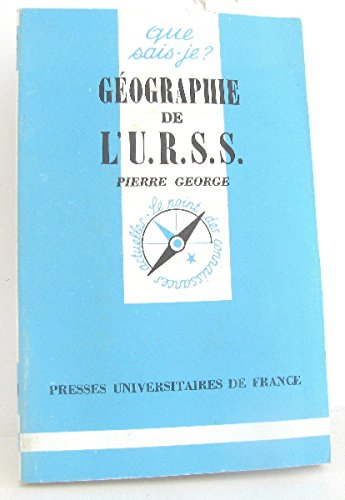 que
sais-je?
GÉOGRAPHIE
DE
L'U.R.S.S.
PIERRE GEORGE
le point des connaissances actuelles
PRESSES UNIVERSITAIRES DE FRANCE